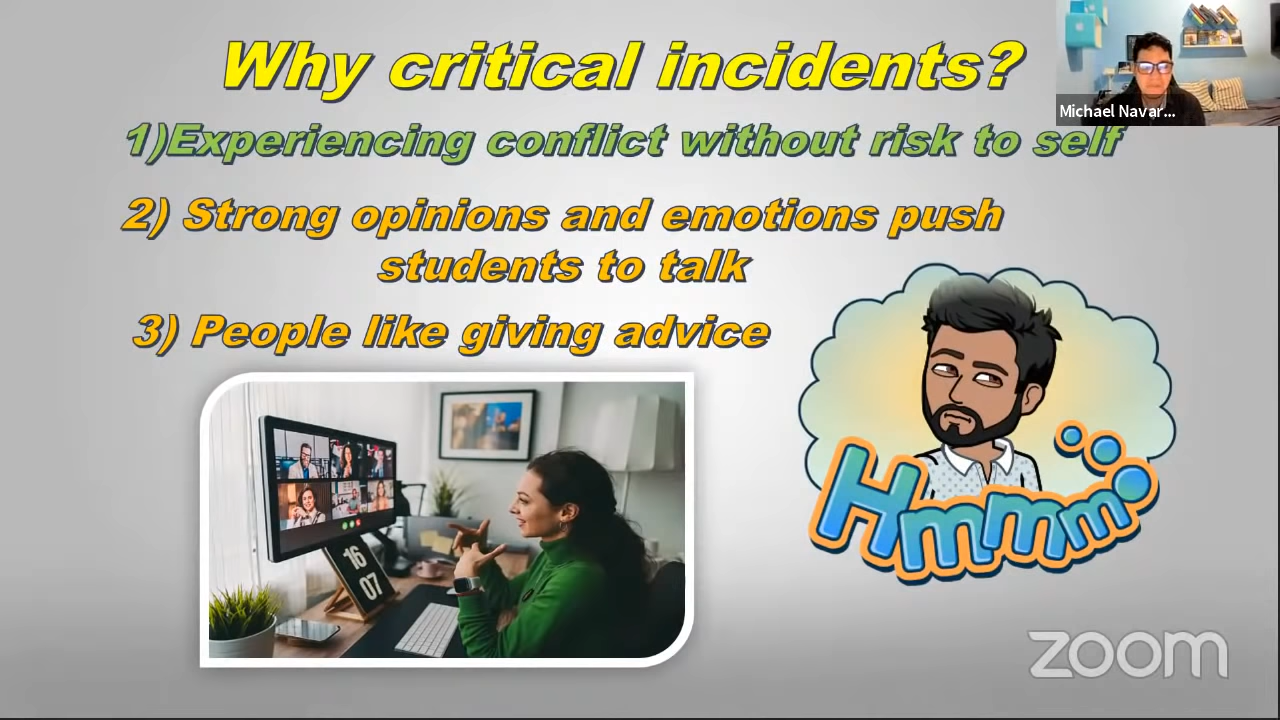 Why critical incidents?
Michael Navar...
1)Experiencing conflict without risk to self
2) Strong opinions and emotions push
students to talk
3) People like giving advice
Hmmmm
16
07
zoom